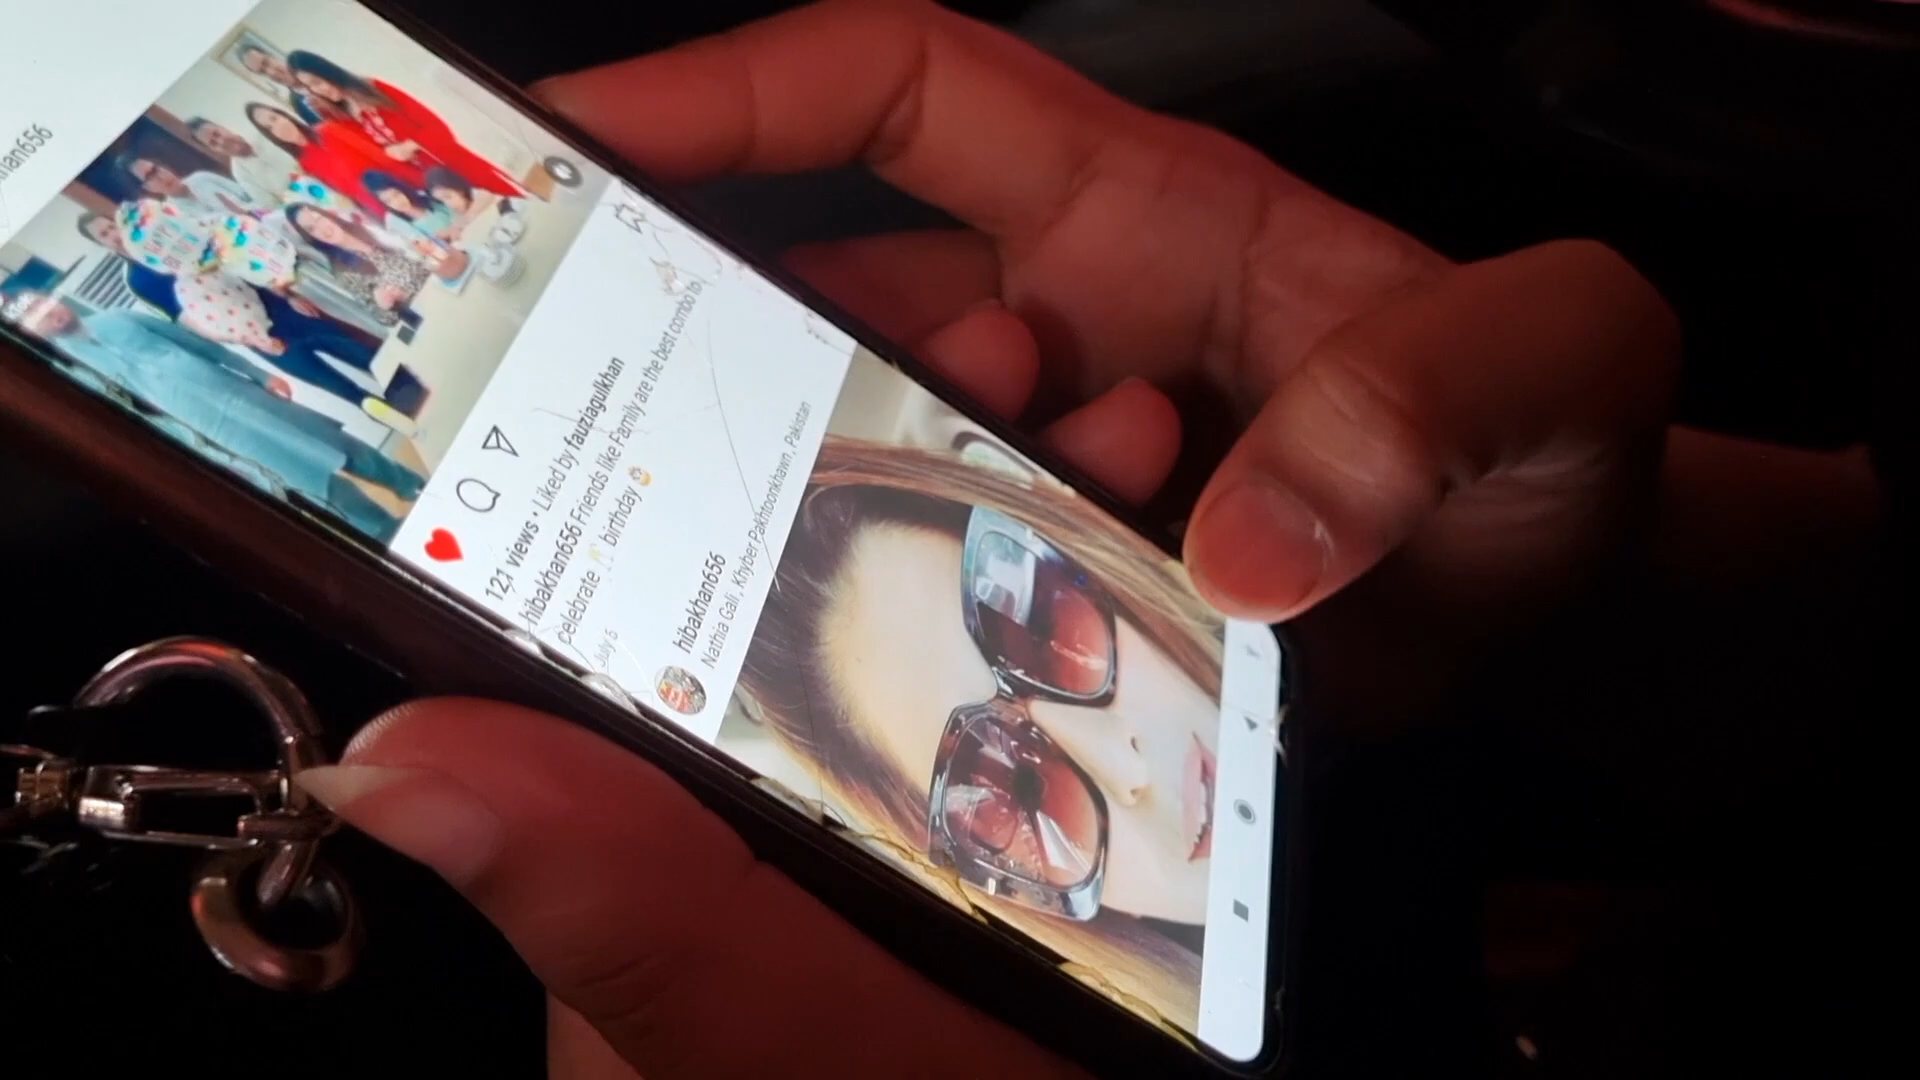 han656
121 views · Liked by fauziagulkhan
hibakhan656 Friends like Family are the best combo to
celebrate birthday
July 5
hibakhan656
Nathia Gali, Khyber Pakhtoonkhawn, Pakistan